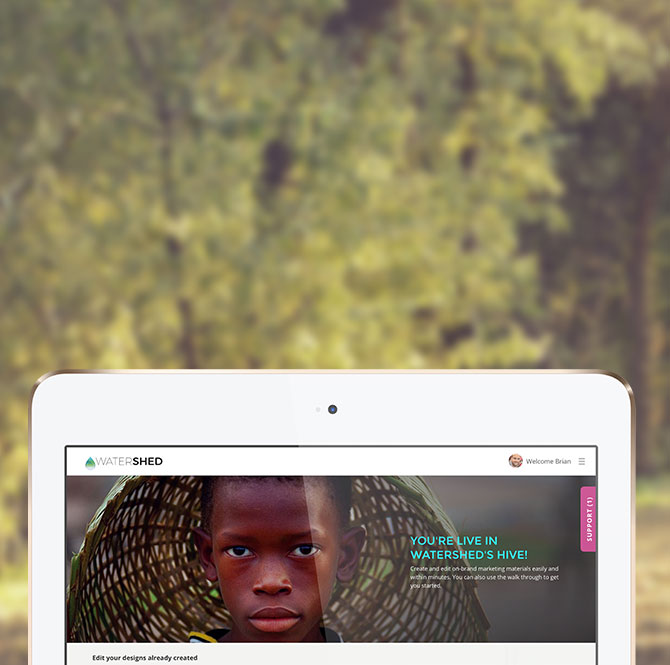 WATERSHED
Welcome Brian
SUPPORT (1)
YOU'RE LIVE IN
WATERSHED'S HIVE!
Create and edit on-brand marketing materials easily and
within minutes. You can also use the walk through to get
you started.
Edit your designs already created